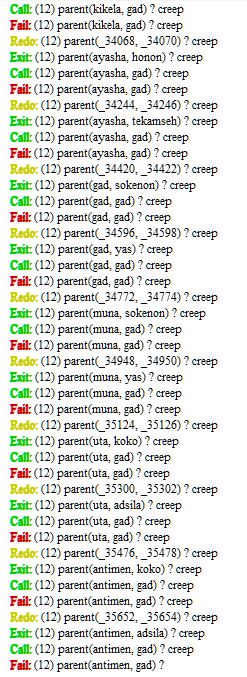 Call: (12) parent(kikela, gad) ? creep
Fail: (12) parent(kikela, gad) ? creep
Redo: (12) parent(_34068, _34070) ? creep
Exit: (12) parent(ayasha, honon) ? creep
Call: (12) parent(ayasha, gad) ? creep
Fail: (12) parent(ayasha, gad) ? creep
Redo: (12) parent(_34244, _34246) ? creep
Exit: (12) parent(ayasha, tekamseh) ? creep
Call: (12) parent(ayasha, gad) ? creep
Fail: (12) parent(ayasha, gad) ? creep
Redo: (12) parent(_34420, _34422) ? creep
Exit: (12) parent(gad, sokenon) ? creep
Call: (12) parent(gad, gad) ? creep
Fail: (12) parent(gad, gad) ? creep
Redo: (12) parent(_34596, _34598) ? creep
Exit: (12) parent(gad, yas) ? creep
Call: (12) parent(gad, gad) ? creep
Fail: (12) parent(gad, gad) ? creep
Redo: (12) parent(_34772, _34774) ? creep
Exit: (12) parent(muna, sokenon) ? creep
Call: (12) parent(muna, gad) ? creep
Fail: (12) parent(muna, gad) ? creep
Redo: (12) parent(_34948, _34950) ? creep
Exit: (12) parent(muna, yas) ? creep
Call: (12) parent(muna, gad) ? creep
Fail: (12) parent(muna, gad) ? creep
Redo: (12) parent(_35124, _35126) ? creep
Exit: (12) parent(uta, koko) ? creep
Call: (12) parent(uta, gad) ? creep
Fail: (12) parent(uta, gad) ? creep
Redo: (12) parent(_35300, _35302) ? creep
Exit: (12) parent(uta, adsila) ? creep
Call: (12) parent(uta, gad) ? creep
Fail: (12) parent(uta, gad) ? creep
Redo: (12) parent(_35476, _35478) ? creep
Exit: (12) parent(antimen, koko) ? creep
Call: (12) parent(antimen, gad) ? creep
Fail: (12) parent(antimen, gad) ? creep
Redo: (12) parent(_35652, _35654) ? creep
Exit: (12) parent(antimen, adsila) ? creep
Call: (12) parent(antimen, gad) ? creep
Fail: (12) parent(antimen, gad) ?